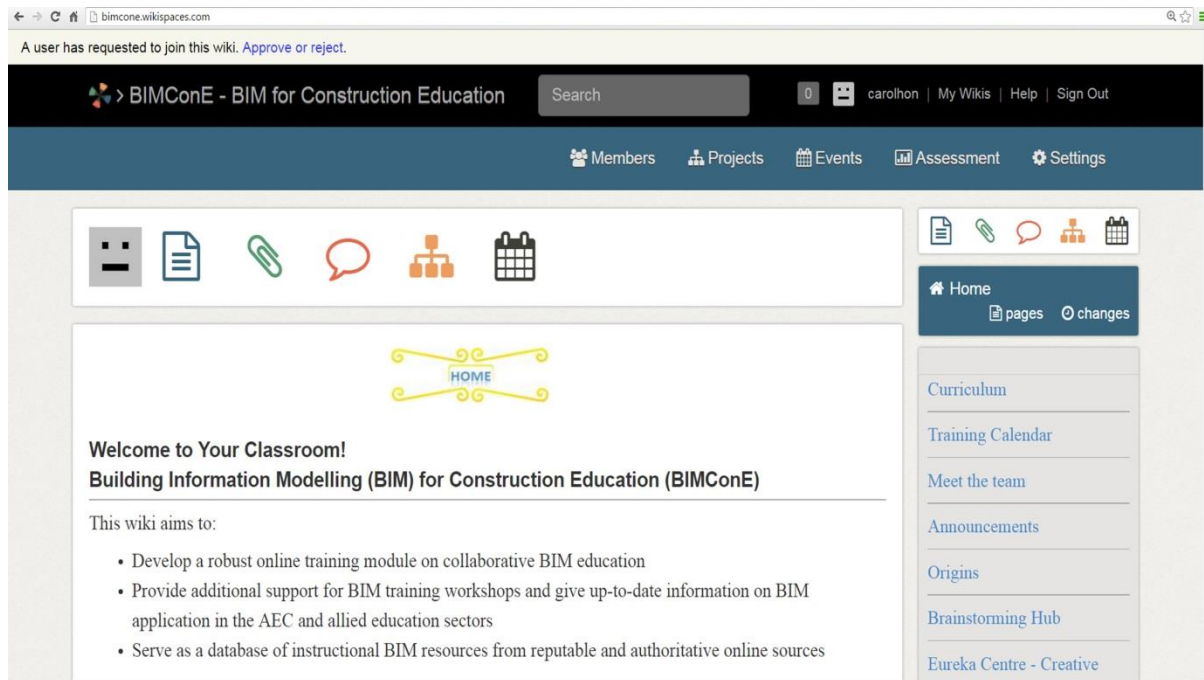 bimcone.wikispaces.com
A user has requested to join this wiki. Approve or reject.
> BIMConE - BIM for Construction Education
Search
0
carolhon | My Wikis | Help | Sign Out
Members Projects Events Assessment Settings
Home
pages changes
HOME
Welcome to Your Classroom!
Building Information Modelling (BIM) for Construction Education (BIMConE)
This wiki aims to:
• Develop a robust online training module on collaborative BIM education
• Provide additional support for BIM training workshops and give up-to-date information on BIM
application in the AEC and allied education sectors
• Serve as a database of instructional BIM resources from reputable and authoritative online sources
Curriculum
Training Calendar
Meet the team
Announcements
Origins
Brainstorming Hub
Eureka Centre - Creative